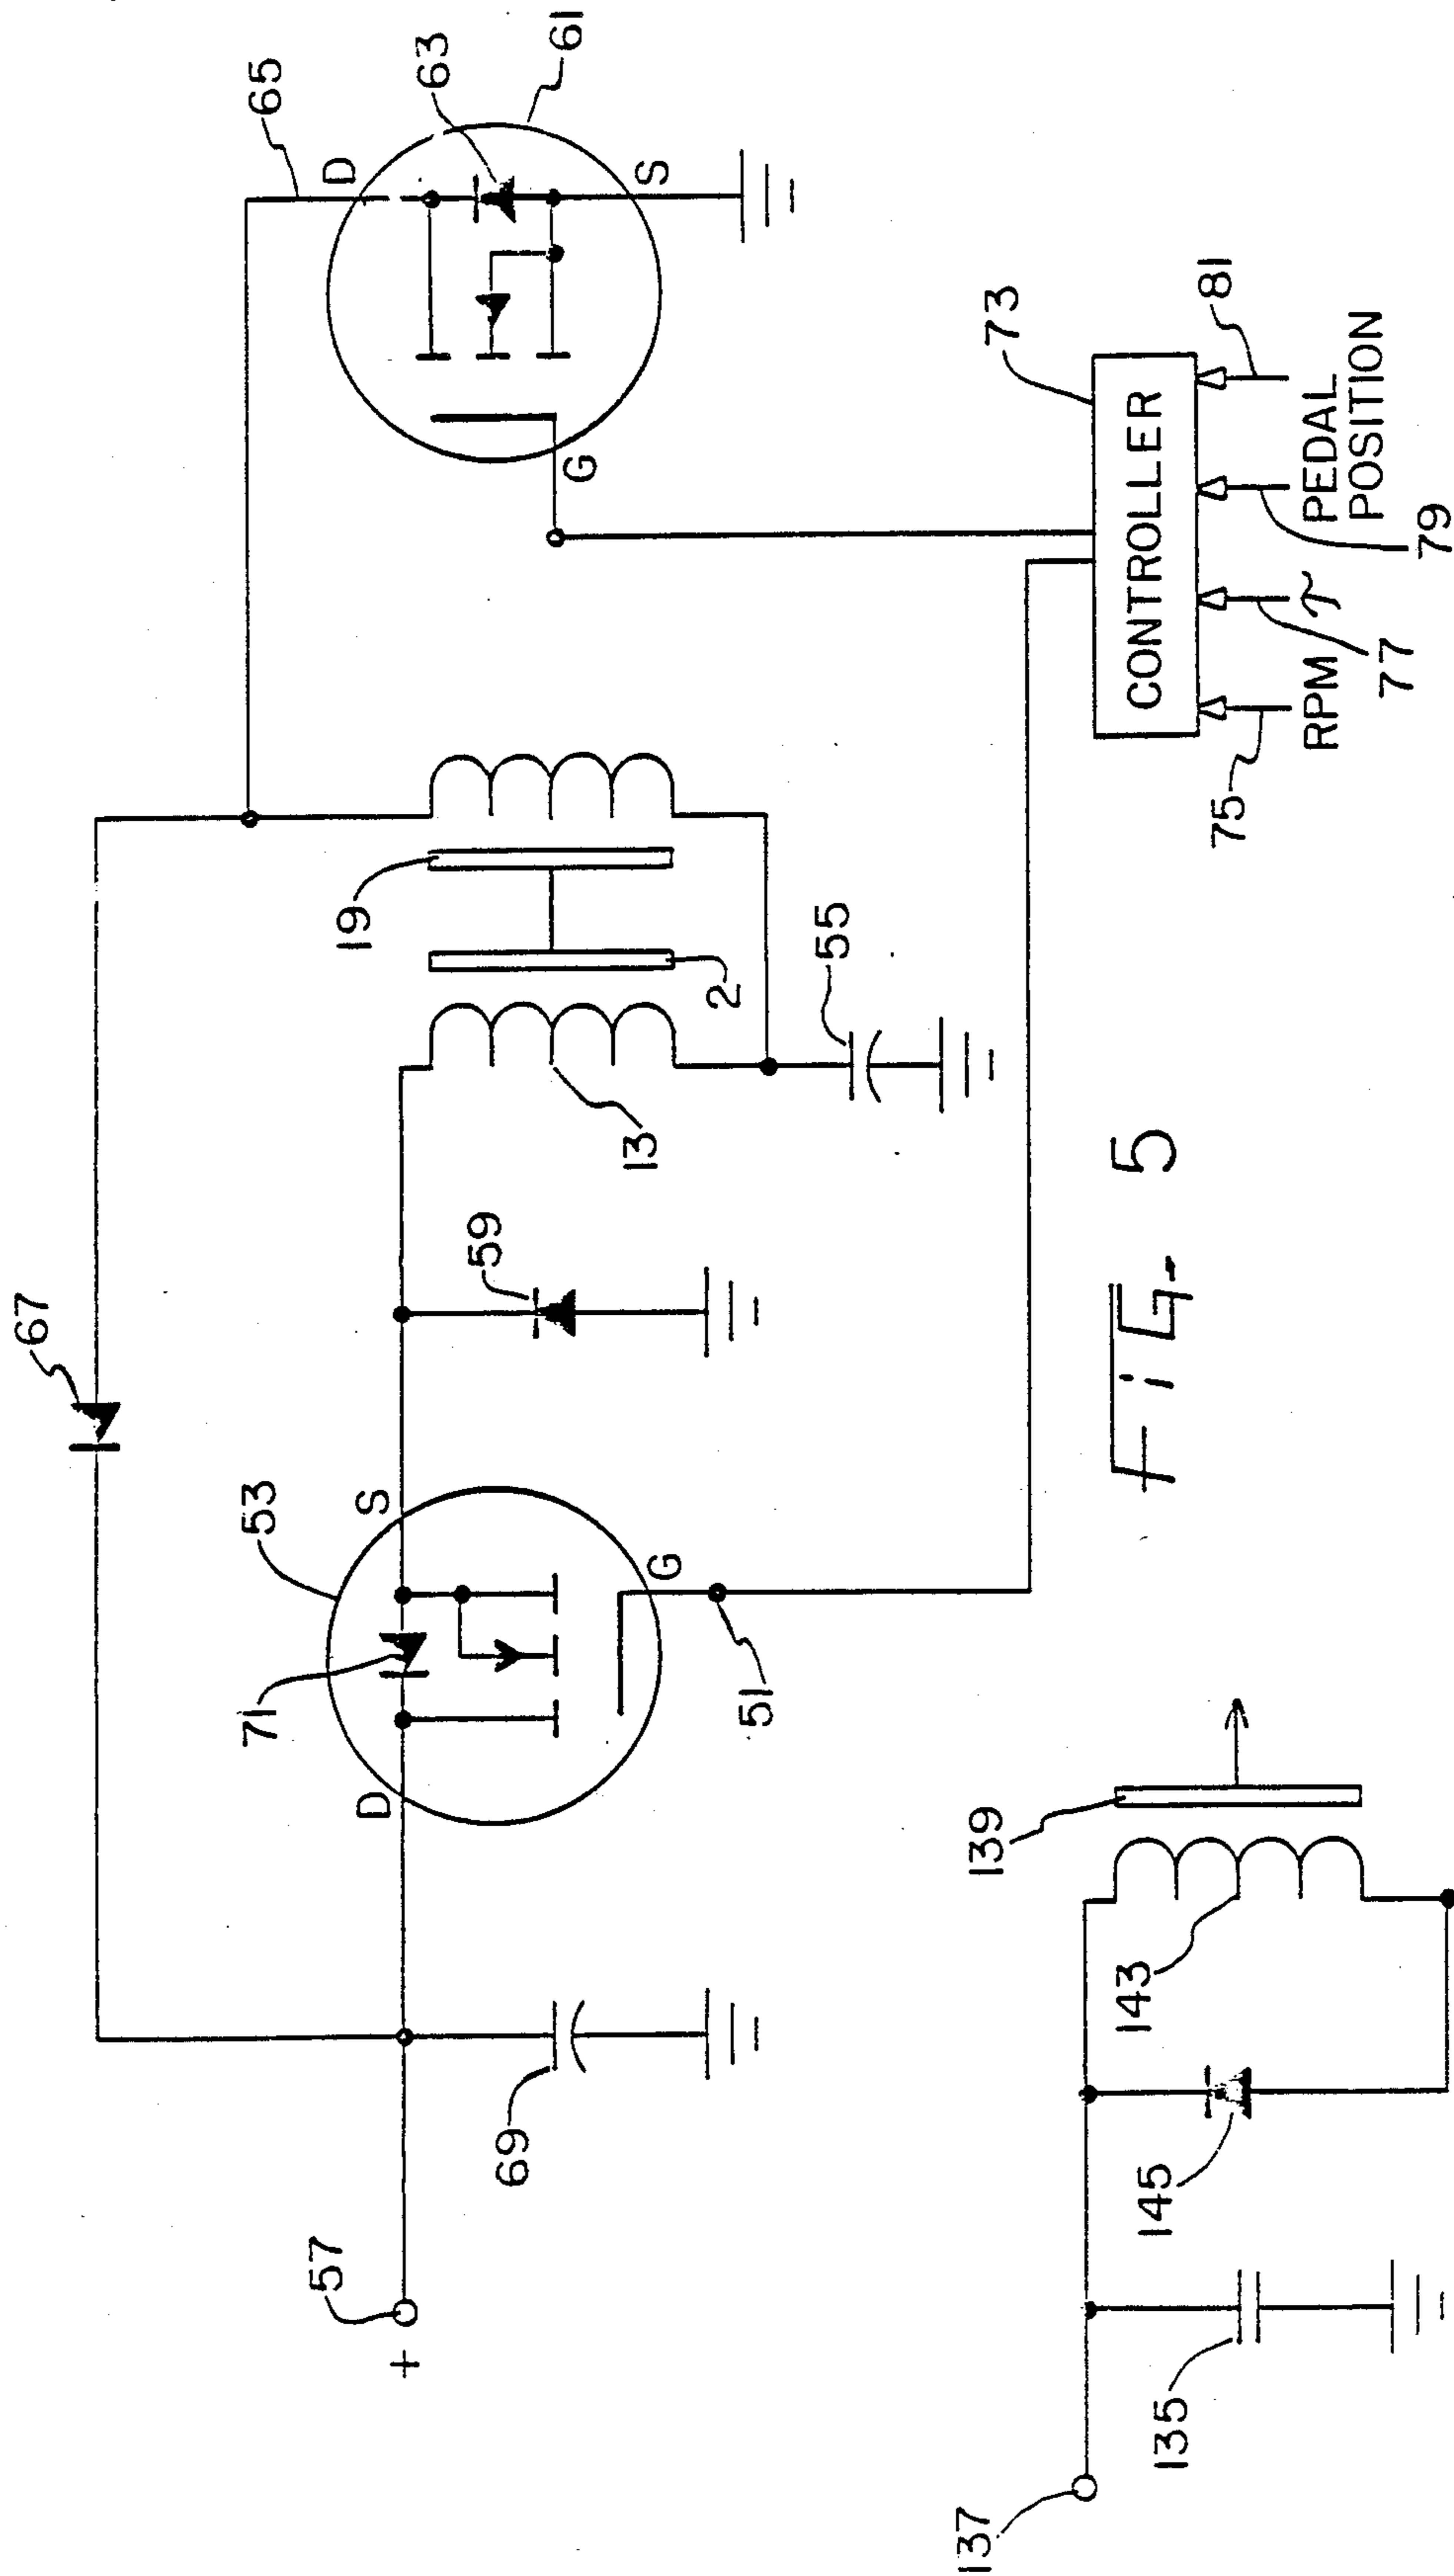 67
65
D
63
61
S
G
53
71
S
D
G
51
59
19
2
13
55
57
+
69
73
CONTROLLER
81
PEDAL
POSITION
79
RPM
τ
77
75
139
143
145
135
137
FiG. 5